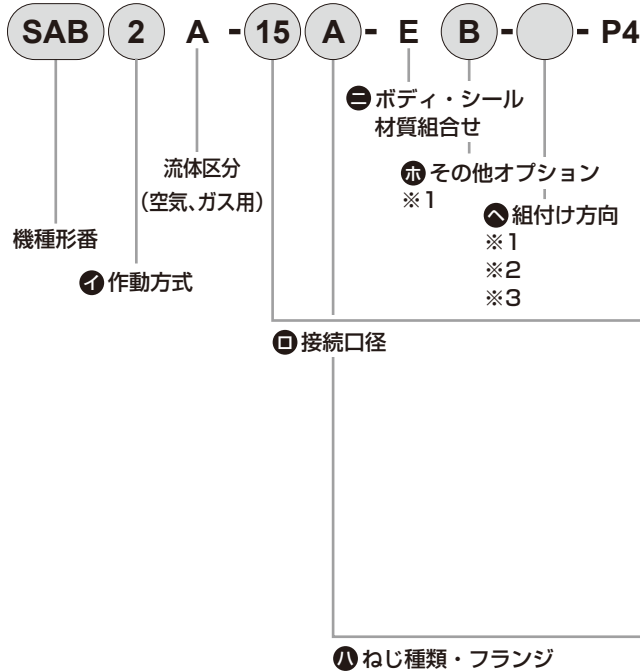 SAB 2 A - 15 A - E B - - P4
㊁ ボディ・シール
材質組合せ
流体区分
(空気、ガス用)
㋭ その他オプション
※1
㋬ 組付け方向
※1
※2
※3
機種形番
㋑ 作動方式
㋺ 接続口径
㋩ ねじ種類・フランジ